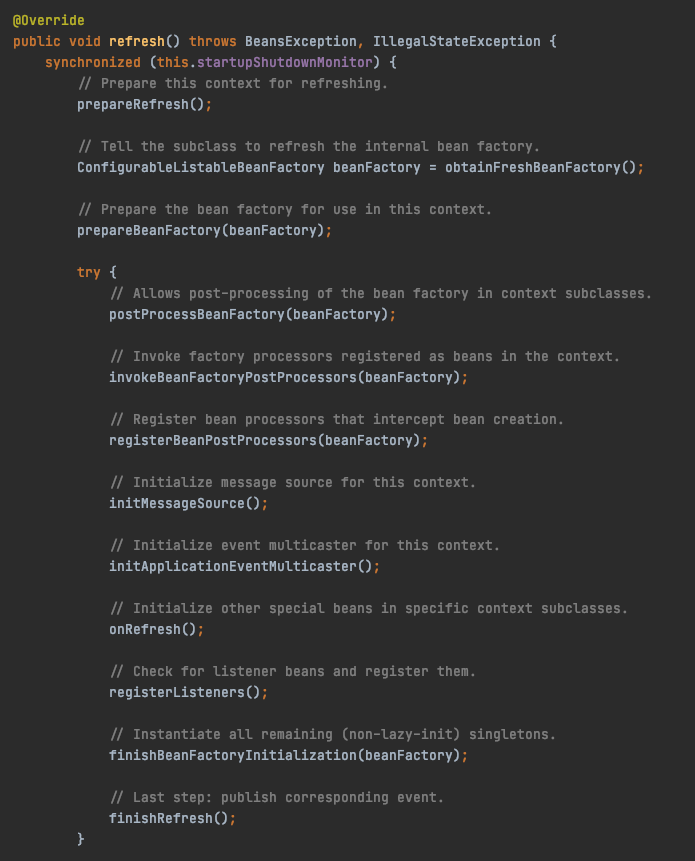 @Override
public void refresh() throws BeansException, IllegalStateException {
    synchronized (this.startupShutdownMonitor) {
        // Prepare this context for refreshing.
        prepareRefresh();

        // Tell the subclass to refresh the internal bean factory.
        ConfigurableListableBeanFactory beanFactory = obtainFreshBeanFactory();

        // Prepare the bean factory for use in this context.
        prepareBeanFactory(beanFactory);

        try {
            // Allows post-processing of the bean factory in context subclasses.
            postProcessBeanFactory(beanFactory);

            // Invoke factory processors registered as beans in the context.
            invokeBeanFactoryPostProcessors(beanFactory);

            // Register bean processors that intercept bean creation.
            registerBeanPostProcessors(beanFactory);

            // Initialize message source for this context.
            initMessageSource();

            // Initialize event multicaster for this context.
            initApplicationEventMulticaster();

            // Initialize other special beans in specific context subclasses.
            onRefresh();

            // Check for listener beans and register them.
            registerListeners();

            // Instantiate all remaining (non-lazy-init) singletons.
            finishBeanFactoryInitialization(beanFactory);

            // Last step: publish corresponding event.
            finishRefresh();
        }